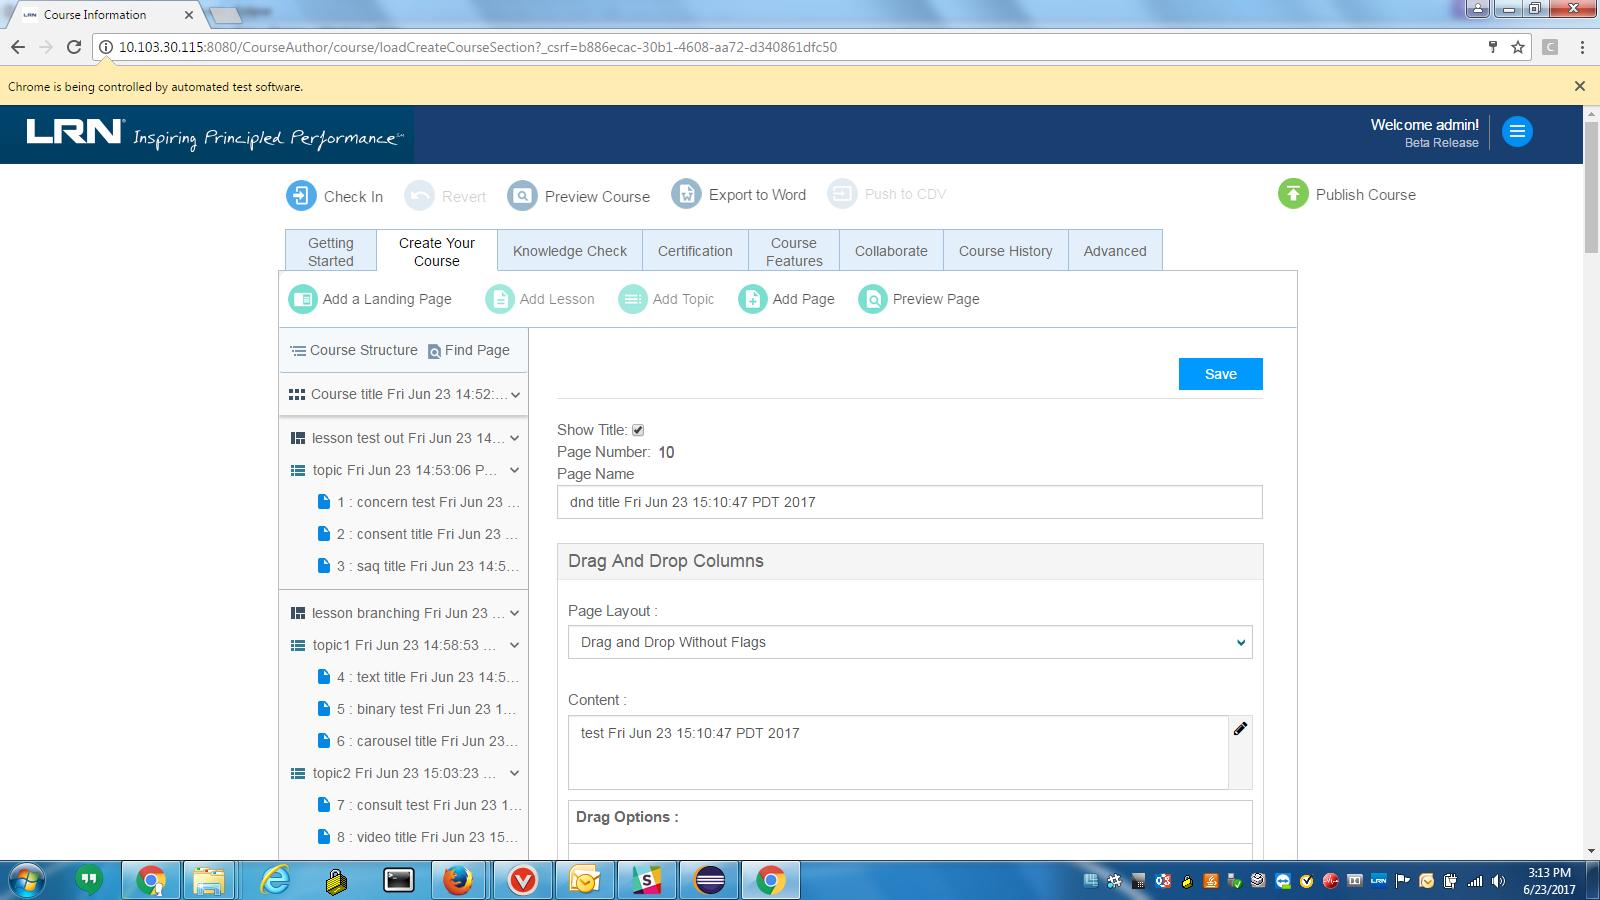 Course Information
10.103.30.115:8080/CourseAuthor/course/loadCreateCourseSection?_csrf=b886ecac-30b1-4608-aa72-d340861dfc50
Chrome is being controlled by automated test software.
LRN Inspiring Principled Performance
Welcome admin!
Beta Release
Check In
Revert
Preview Course
Export to Word
Push to CDV
Publish Course
Getting Started
Create Your Course
Knowledge Check
Certification
Course Features
Collaborate
Course History
Advanced
Add a Landing Page
Add Lesson
Add Topic
Add Page
Preview Page
Course Structure
Find Page
Course title Fri Jun 23 14:52:...
lesson test out Fri Jun 23 14...
topic Fri Jun 23 14:53:06 P...
1 : concern test Fri Jun 23 ...
2 : consent title Fri Jun 23 ...
3 : saq title Fri Jun 23 14:5...
lesson branching Fri Jun 23 ...
topic1 Fri Jun 23 14:58:53 ...
4 : text title Fri Jun 23 14:5...
5 : binary test Fri Jun 23 1...
6 : carousel title Fri Jun 23...
topic2 Fri Jun 23 15:03:23 ...
7 : consult test Fri Jun 23 1...
8 : video title Fri Jun 23 15...
Save
Show Title:
Page Number: 10
Page Name
dnd title Fri Jun 23 15:10:47 PDT 2017
Drag And Drop Columns
Page Layout :
Drag and Drop Without Flags
Content :
test Fri Jun 23 15:10:47 PDT 2017
Drag Options :
3:13 PM
6/23/2017